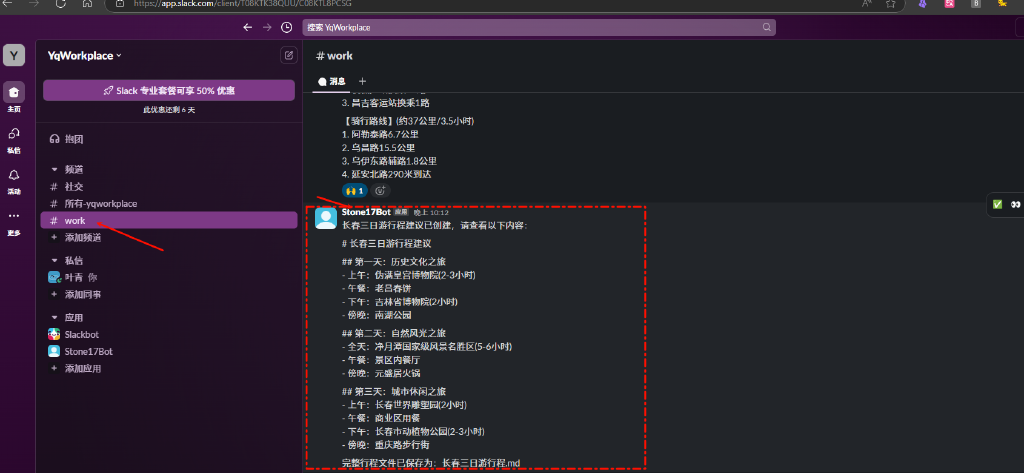 https://app.slack.com/client/T08KTK38QUU/C08KTL8PCSG
搜索 YqWorkplace
Y
YqWorkplace
Slack 专业套餐可享 50% 优惠
此优惠还剩 6 天
主页
私信
活动
更多
抱团
频道
# 社交
# 所有-yqworkplace
# work
+ 添加频道
私信
叶青 你
+ 添加同事
应用
Slackbot
Stone17Bot
+ 添加应用
# work
消息
3. 昌吉客运站换乘1路
【骑行路线】(约37公里/3.5小时)
1. 阿勒泰路6.7公里
2. 乌昌路15.5公里
3. 乌伊东路辅路1.8公里
4. 延安北路290米到达
1
Stone17Bot 应用 晚上 10:12
长春三日游行程建议已创建，请查看以下内容：
# 长春三日游行程建议
## 第一天：历史文化之旅
- 上午：伪满皇宫博物院(2-3小时)
- 午餐：老昌春饼
- 下午：吉林省博物院(2小时)
- 傍晚：南湖公园
## 第二天：自然风光之旅
- 全天：净月潭国家级风景名胜区(5-6小时)
- 午餐：景区内餐厅
- 傍晚：元盛居火锅
## 第三天：城市休闲之旅
- 上午：长春世界雕塑园(2小时)
- 午餐：商业区用餐
- 下午：长春市动植物公园(2-3小时)
- 傍晚：重庆路步行街
完整行程文件已保存为：长春三日游行程.md